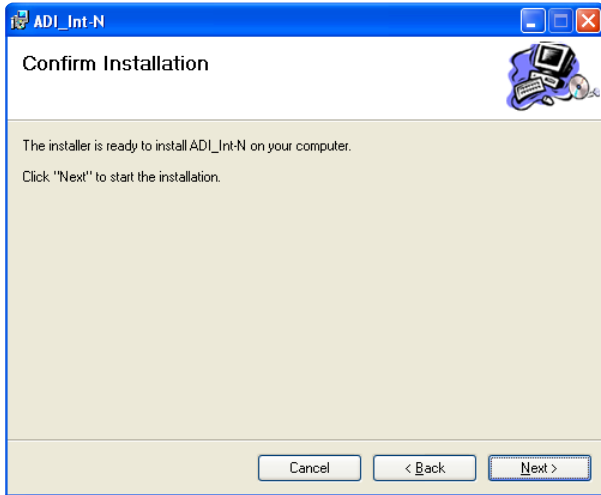 ADI_Int-N
Confirm Installation
The installer is ready to install ADI_Int-N on your computer.
Click "Next" to start the installation.
Cancel
< Back
Next >